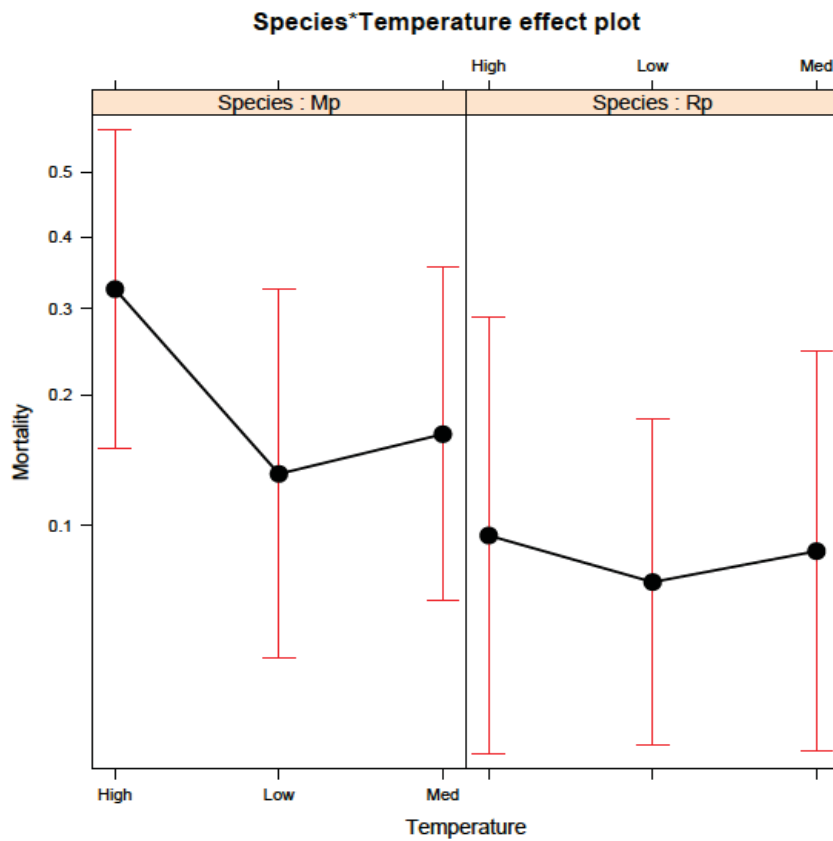 Species*Temperature effect plot
High Low Med
Species : Mp Species : Rp
0.5
0.4
0.3
0.2
0.1
Mortality
High Low Med
Temperature